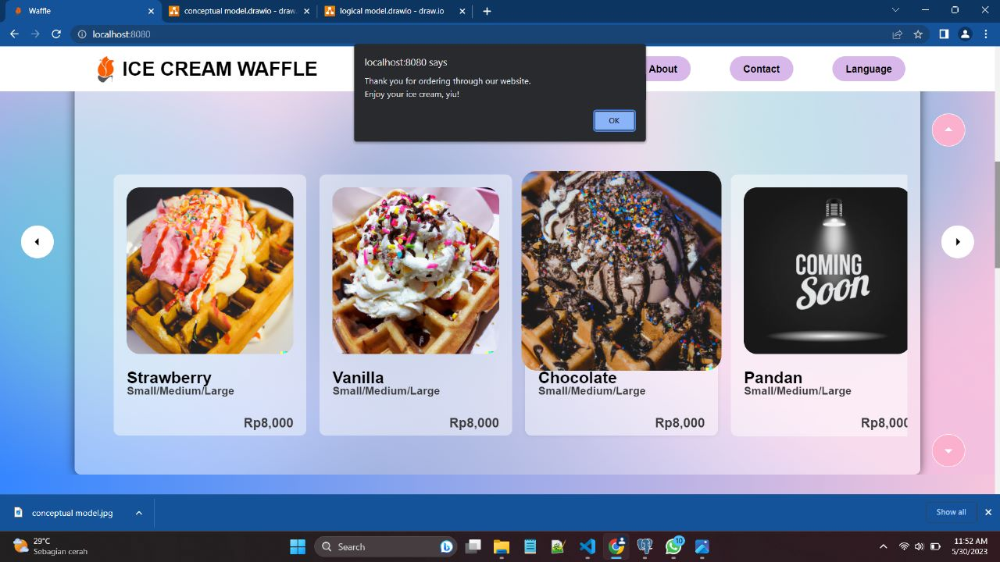 Waffle
conceptual model.drawio - draw.
logical model.drawio - draw.io
localhost:8080
ICE CREAM WAFFLE
About
Contact
Language
localhost:8080 says
Thank you for ordering through our website.
Enjoy your ice cream, yiu!
OK
COMING
Soon
Strawberry
Small/Medium/Large
Rp8,000
Vanilla
Small/Medium/Large
Rp8,000
Chocolate
Small/Medium/Large
Rp8,000
Pandan
Small/Medium/Large
Rp8,000
conceptual model.jpg
Show all
29°C
Sebagian cerah
Search
10
11:52 AM
5/30/2023